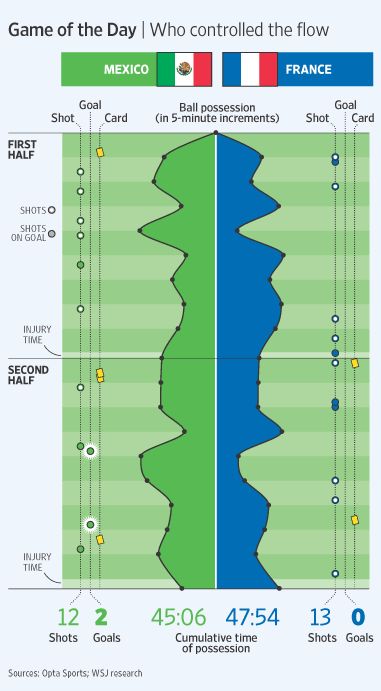 Game of the Day | Who controlled the flow
MEXICO
FRANCE
Goal
Shot
Card
Ball possession
(in 5-minute increments)
Goal
Shot
Card
FIRST
HALF
SHOTS
SHOTS
ON GOAL
INJURY
TIME
SECOND
HALF
INJURY
TIME
12
Shots
2
Goals
45:06
47:54
Cumulative time
of possession
13
Shots
0
Goals
Sources: Opta Sports; WSJ research